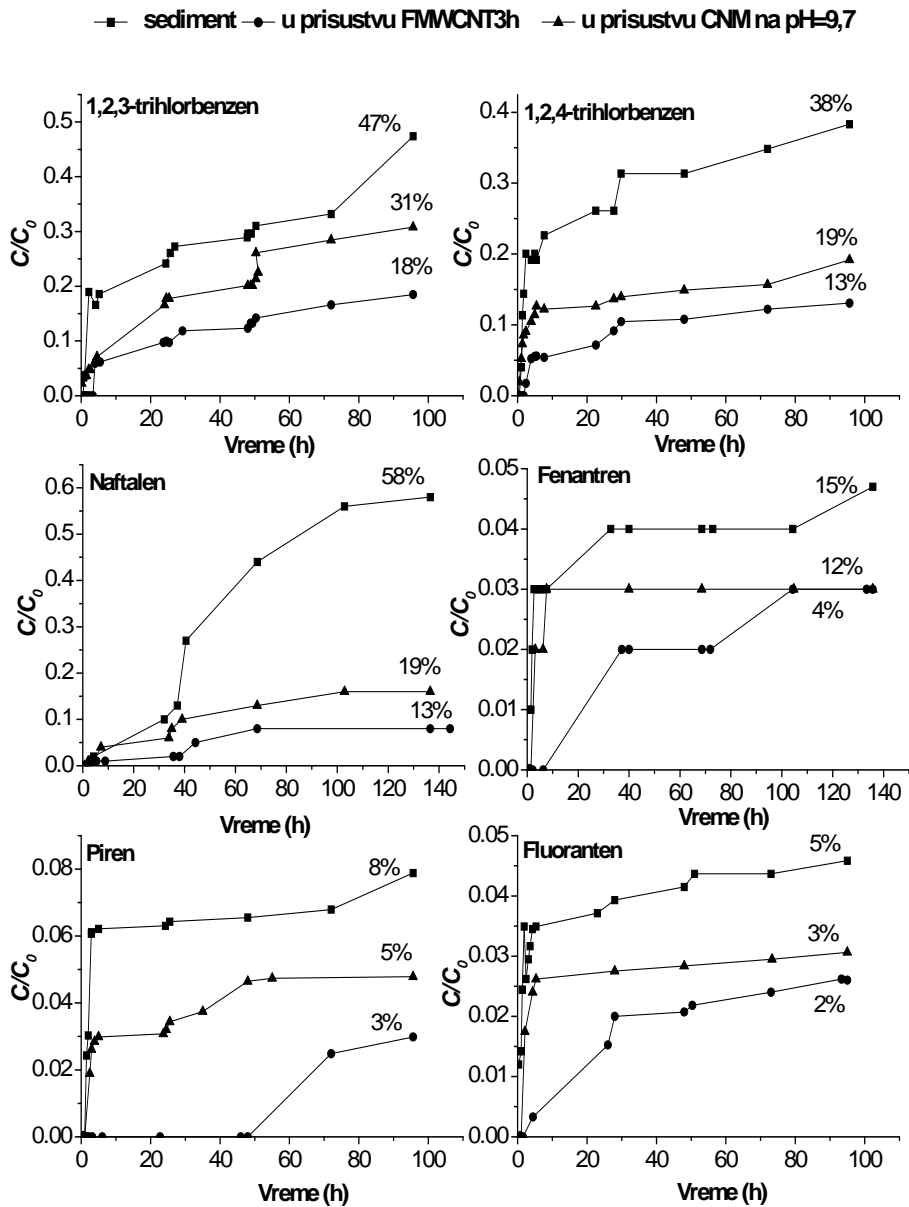 sediment u prisustvu FMWCNT3h u prisustvu CNM na pH=9,7
1,2,3-trihlorbenzen
47%
31%
18%
C/C0
0.5
0.4
0.3
0.2
0.1
0.0
0 20 40 60 80 100
Vreme (h)
1,2,4-trihlorbenzen
38%
19%
13%
C/C0
0.4
0.3
0.2
0.1
0.0
0 20 40 60 80 100
Vreme (h)
Naftalen
58%
19%
13%
C/C0
0.6
0.5
0.4
0.3
0.2
0.1
0.0
0 20 40 60 80 100 120 140
Vreme (h)
Fenantren
15%
12%
4%
C/C0
0.05
0.04
0.03
0.02
0.01
0.00
0 20 40 60 80 100 120 140
Vreme (h)
Piren
8%
5%
3%
C/C0
0.08
0.06
0.04
0.02
0.00
0 20 40 60 80 100
Vreme (h)
Fluoranten
5%
3%
2%
C/C0
0.05
0.04
0.03
0.02
0.01
0.00
0 20 40 60 80 100
Vreme (h)